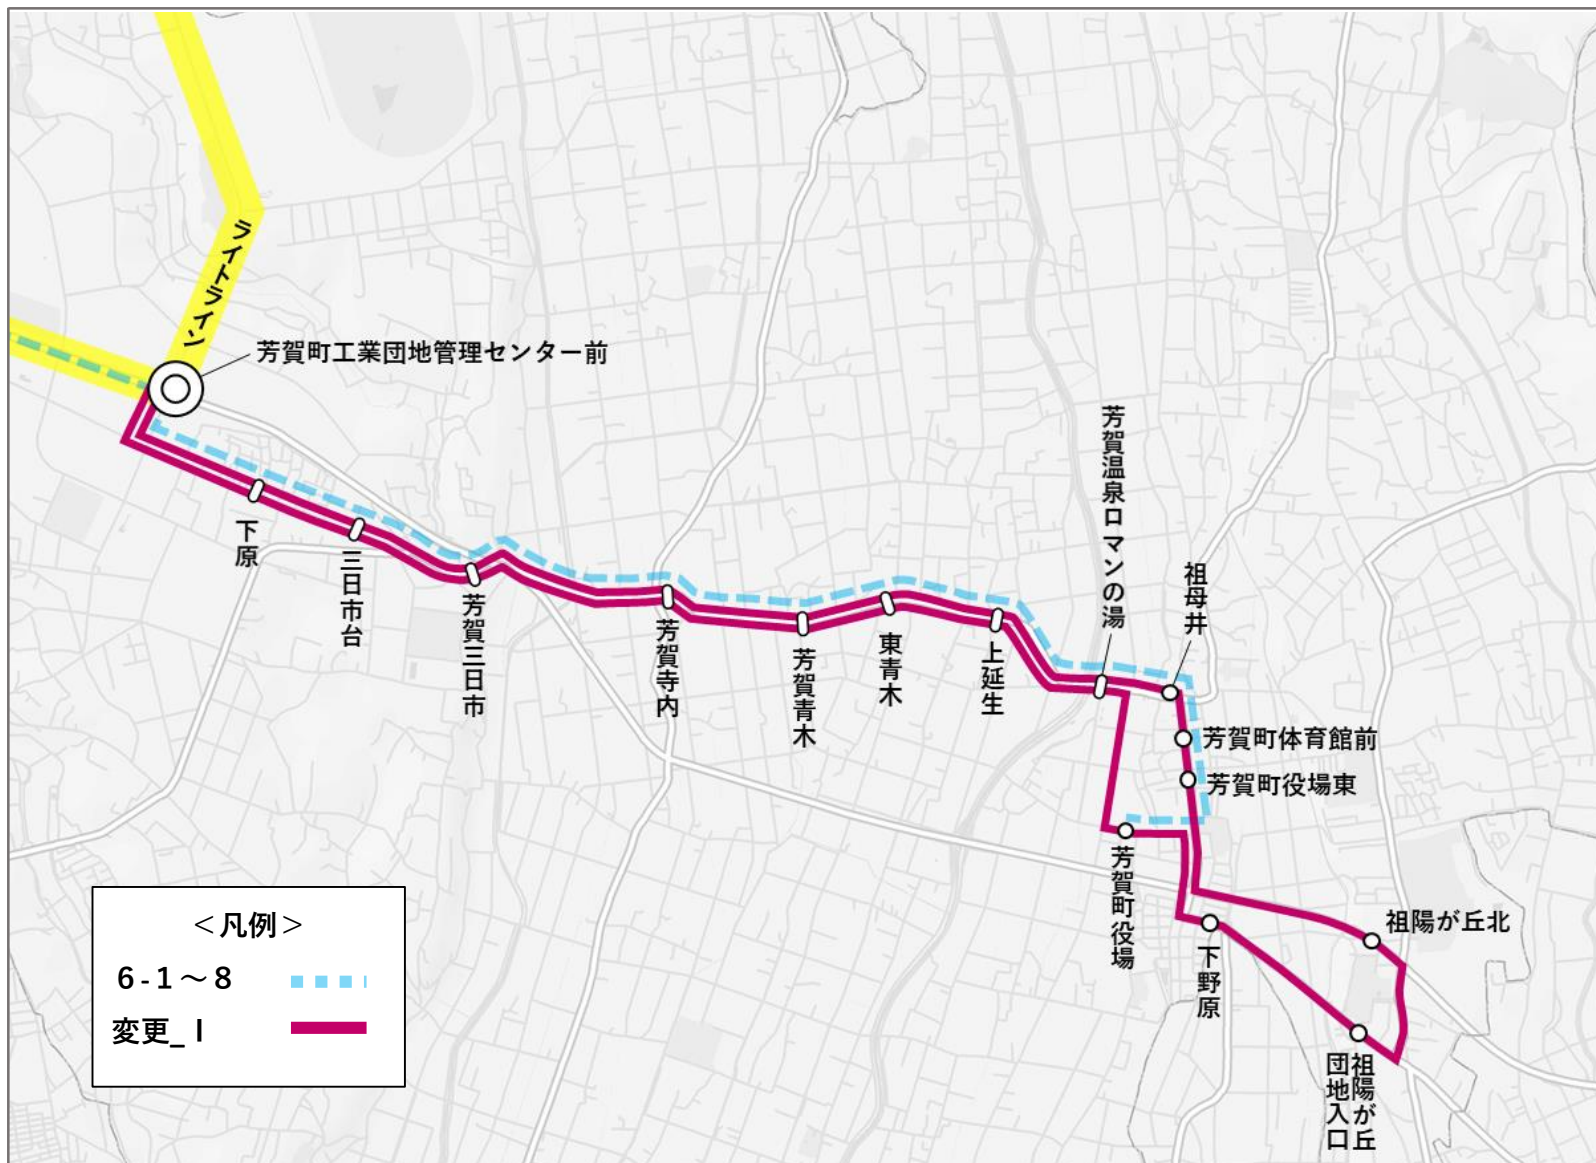 ライトライン
芳賀町工業団地管理センター前
下原
三日市台
芳賀三日市
芳賀寺内
芳賀青木
東青木
上延生
芳賀温泉ロマンの湯
祖母井
芳賀町体育館前
芳賀町役場東
芳賀町役場
下野原
祖陽が丘北
祖陽が丘
団地入口
＜凡例＞
6-1～8
変更_1